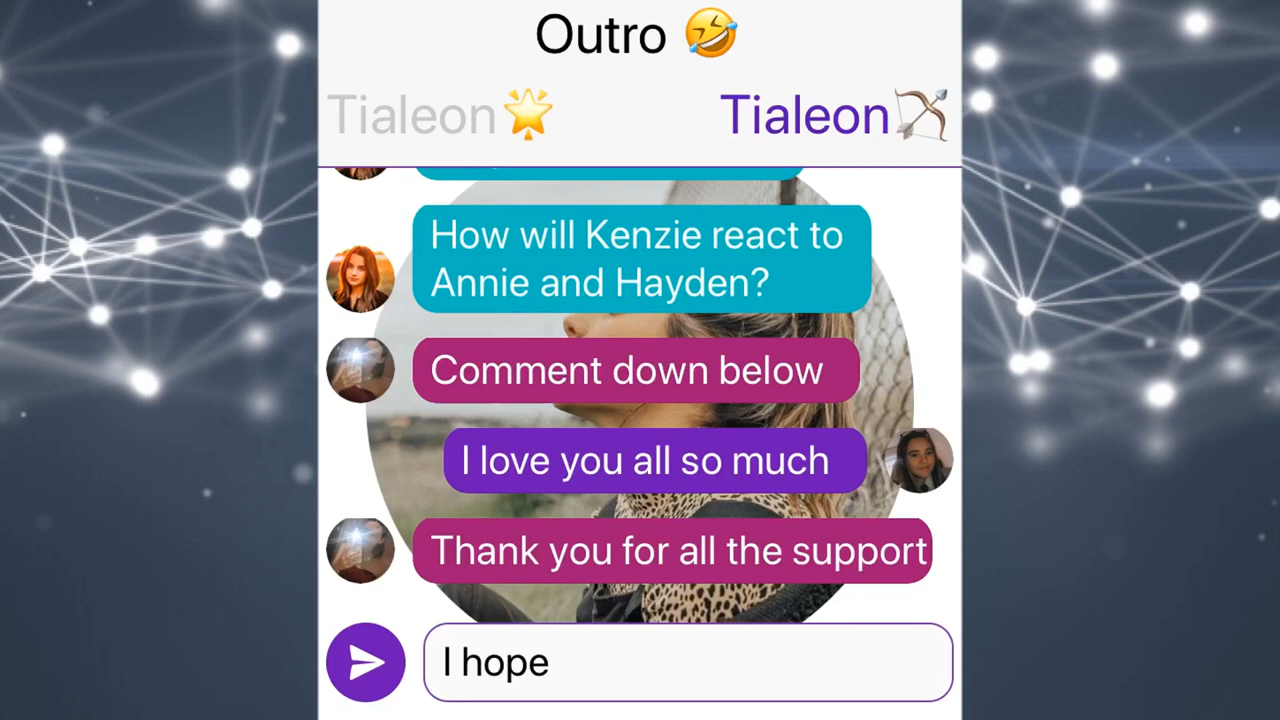 Outro 🤣
Tialeon🌟 Tialeon🏹
How will Kenzie react to
Annie and Hayden?
Comment down below
I love you all so much
Thank you for all the support
I hope